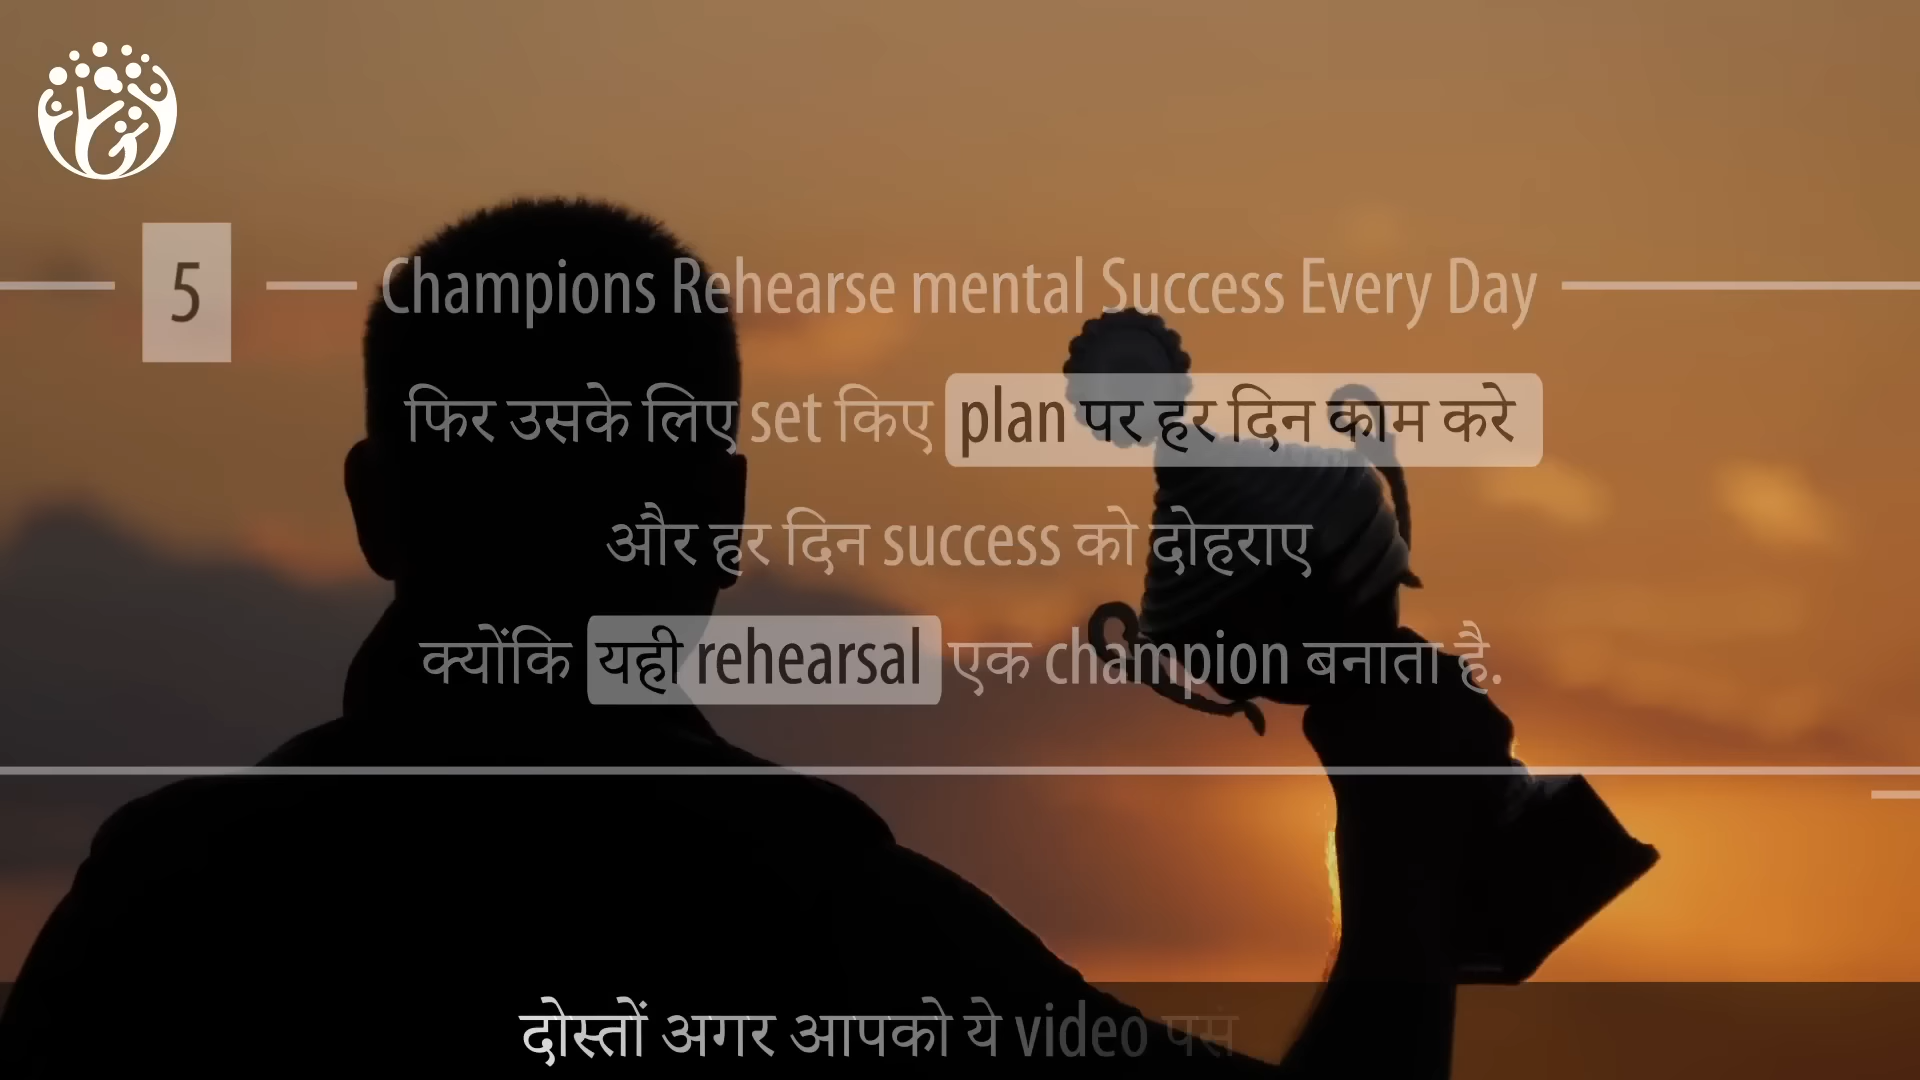 5
Champions Rehearse mental Success Every Day
फिर उसके लिए set किए plan पर हर दिन काम करे
और हर दिन success को दोहराए
क्योंकि यही rehearsal एक champion बनाता है.
दोस्तों अगर आपको ये video पसं